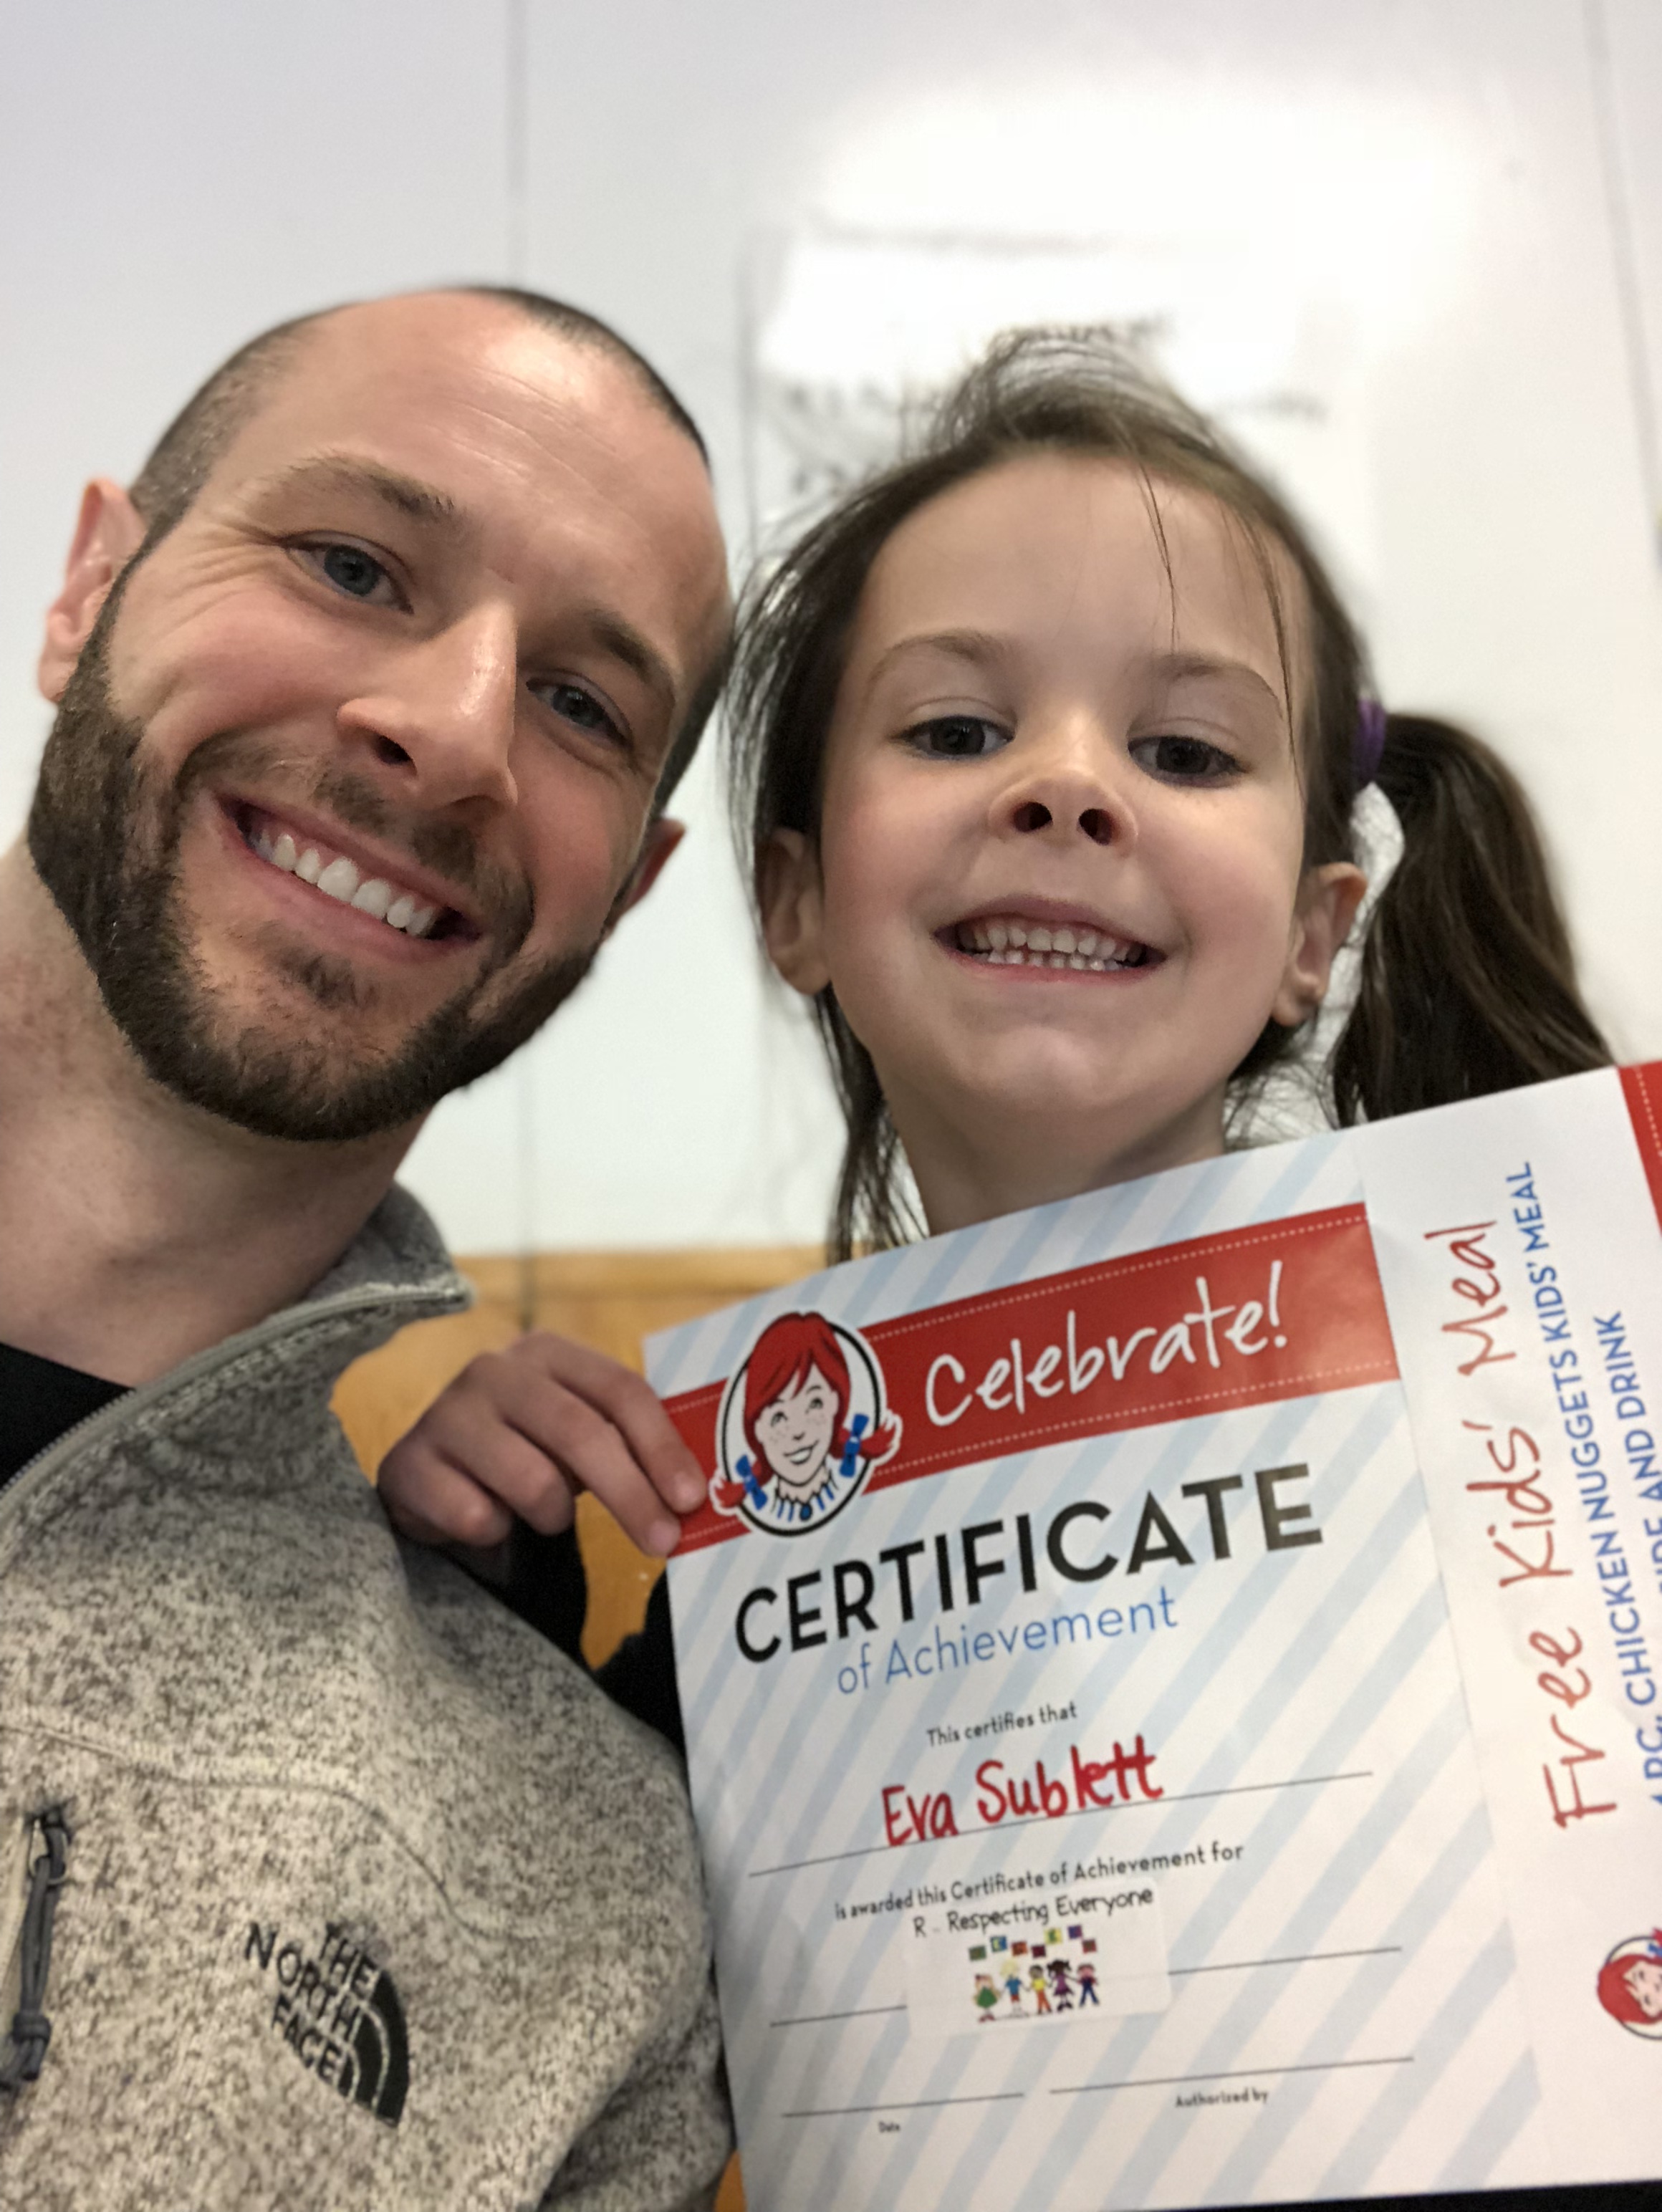 Celebrate!
CERTIFICATE
of Achievement
This certifies that
Eva Sublett
is awarded this Certificate of Achievement for
R - Respecting Everyone
Date
Authorized by
Free Kids' Meal
CHICKEN NUGGETS KIDS' MEAL
AND DRINK
THE
NORTH
FACE